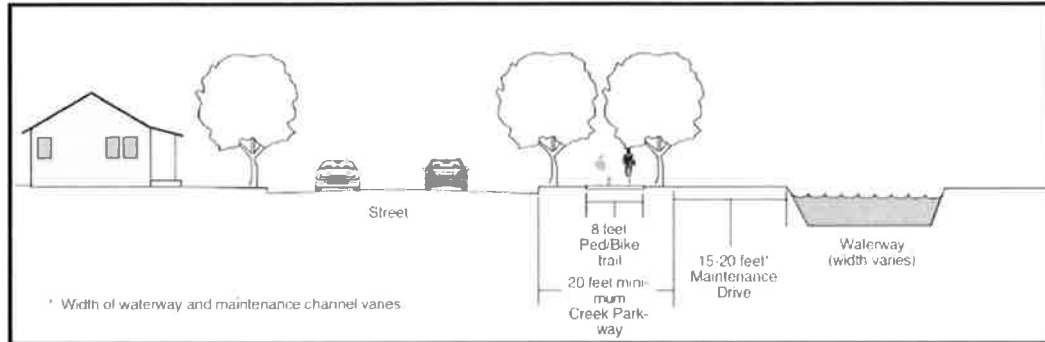 Street
8 feet
Ped/Bike
trail
20 feet mini-
mum
Creek Park-
way
15-20 feet*
Maintenance
Drive
Waterway
(width varies)
* Width of waterway and maintenance channel varies